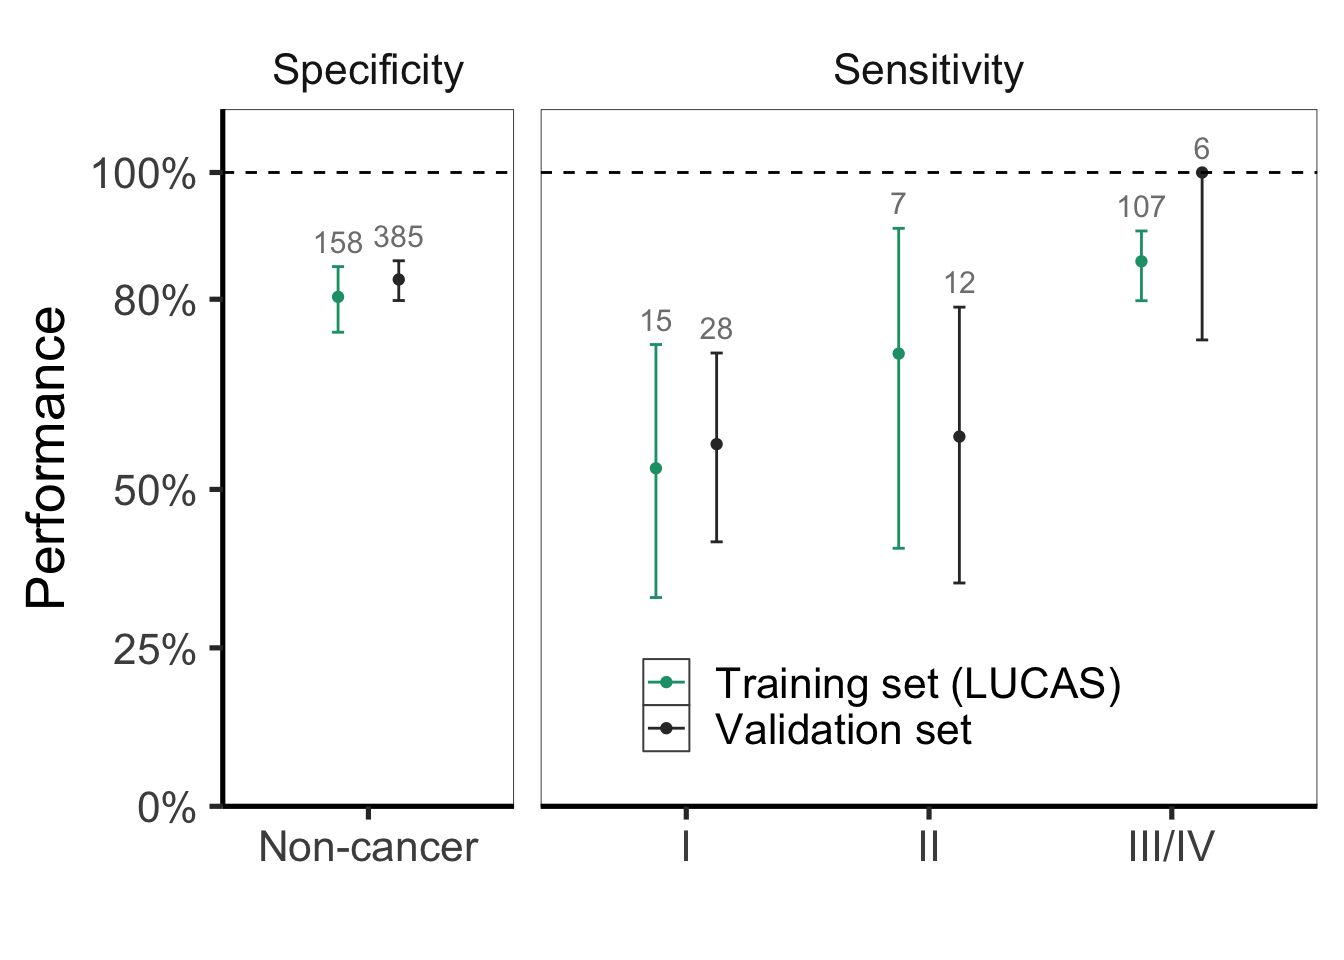 Specificity
Sensitivity
Performance
100%
80%
50%
25%
0%
158
385
15
28
7
12
107
6
Training set (LUCAS)
Validation set
Non-cancer
I
II
III/IV